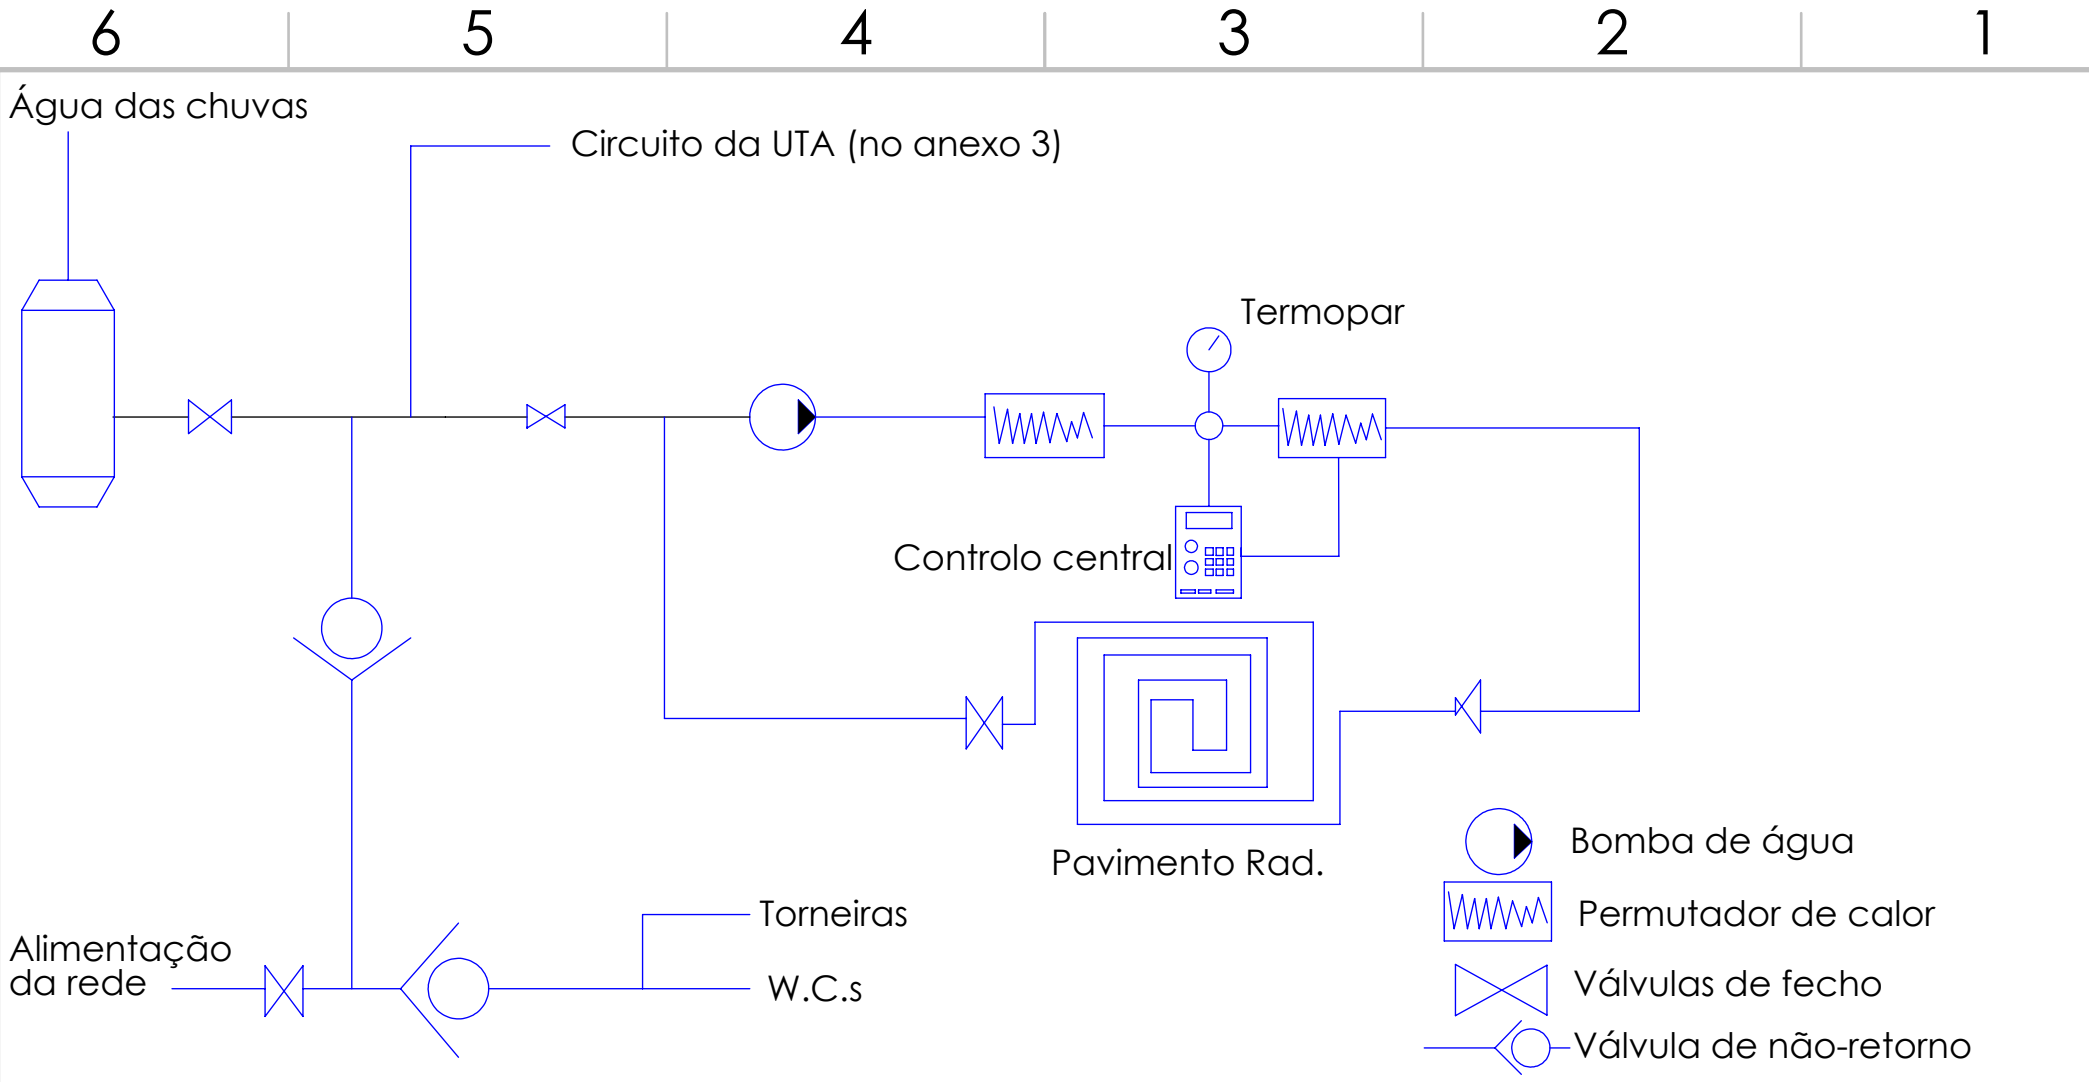 6 5 4 3 2 1
Água das chuvas
Circuito da UTA (no anexo 3)
Termopar
Controlo central
Pavimento Rad.
Bomba de água
Permutador de calor
Válvulas de fecho
Válvula de não-retorno
Torneiras
W.C.s
Alimentação
da rede